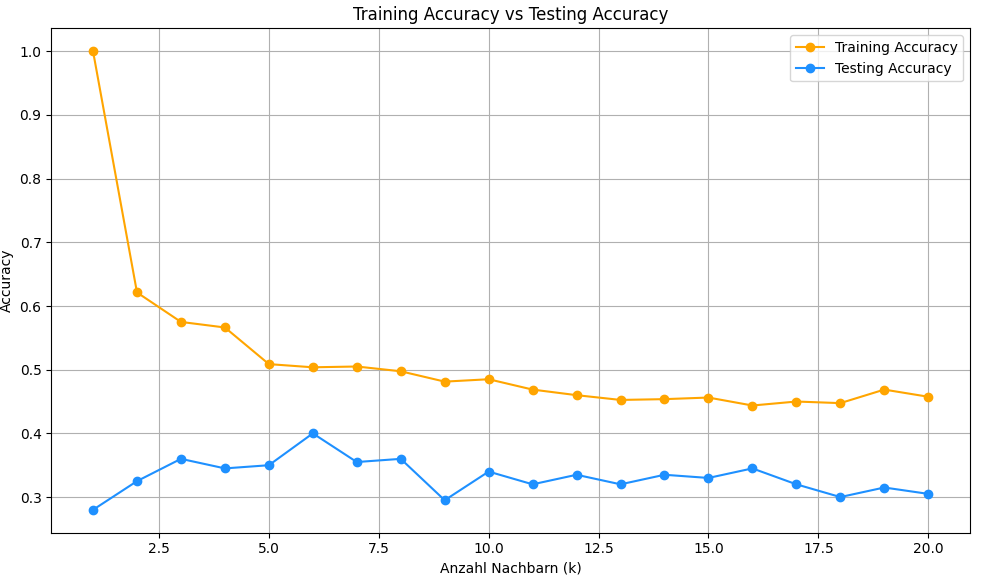 Training Accuracy vs Testing Accuracy
Training Accuracy
Testing Accuracy
Accuracy
1.0
0.9
0.8
0.7
0.6
0.5
0.4
0.3
2.5 5.0 7.5 10.0 12.5 15.0 17.5 20.0
Anzahl Nachbarn (k)